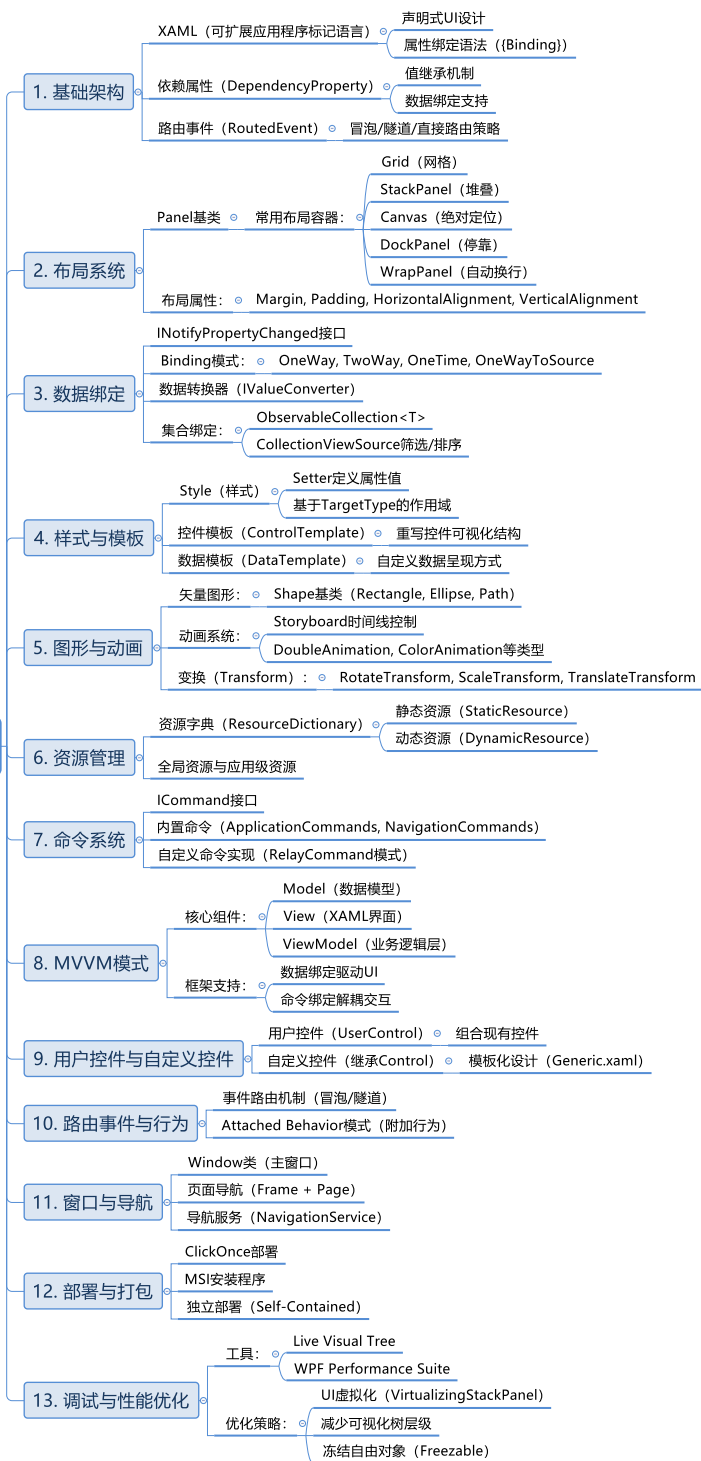 1. 基础架构
XAML（可扩展应用程序标记语言）
声明式UI设计
属性绑定语法（{Binding}）
依赖属性（DependencyProperty）
值继承机制
数据绑定支持
路由事件（RoutedEvent）
冒泡/隧道/直接路由策略
2. 布局系统
Panel基类
常用布局容器：
Grid（网格）
StackPanel（堆叠）
Canvas（绝对定位）
DockPanel（停靠）
WrapPanel（自动换行）
布局属性：
Margin, Padding, HorizontalAlignment, VerticalAlignment
3. 数据绑定
INotifyPropertyChanged接口
Binding模式：
OneWay, TwoWay, OneTime, OneWayToSource
数据转换器（IValueConverter）
集合绑定：
ObservableCollection<T>
CollectionViewSource筛选/排序
4. 样式与模板
Style（样式）
Setter定义属性值
基于TargetType的作用域
控件模板（ControlTemplate）
重写控件可视化结构
数据模板（DataTemplate）
自定义数据呈现方式
5. 图形与动画
矢量图形：
Shape基类（Rectangle, Ellipse, Path）
动画系统：
Storyboard时间线控制
DoubleAnimation, ColorAnimation等类型
变换（Transform）：
RotateTransform, ScaleTransform, TranslateTransform
6. 资源管理
资源字典（ResourceDictionary）
静态资源（StaticResource）
动态资源（DynamicResource）
全局资源与应用级资源
7. 命令系统
ICommand接口
内置命令（ApplicationCommands, NavigationCommands）
自定义命令实现（RelayCommand模式）
8. MVVM模式
核心组件：
Model（数据模型）
View（XAML界面）
ViewModel（业务逻辑层）
框架支持：
数据绑定驱动UI
命令绑定解耦交互
9. 用户控件与自定义控件
用户控件（UserControl）
组合现有控件
自定义控件（继承Control）
模板化设计（Generic.xaml）
10. 路由事件与行为
事件路由机制（冒泡/隧道）
Attached Behavior模式（附加行为）
11. 窗口与导航
Window类（主窗口）
页面导航（Frame + Page）
导航服务（NavigationService）
12. 部署与打包
ClickOnce部署
MSI安装程序
独立部署（Self-Contained）
13. 调试与性能优化
工具：
Live Visual Tree
WPF Performance Suite
优化策略：
UI虚拟化（VirtualizingStackPanel）
减少可视化树层级
冻结自由对象（Freezable）